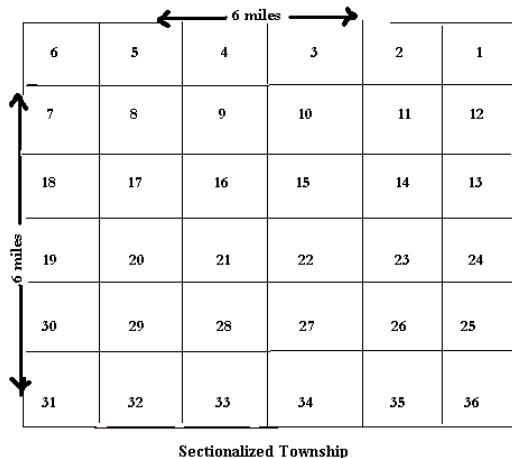 6 miles
6 5 4 3 2 1
7 8 9 10 11 12
18 17 16 15 14 13
6 miles
19 20 21 22 23 24
30 29 28 27 26 25
31 32 33 34 35 36
Sectionalized Township